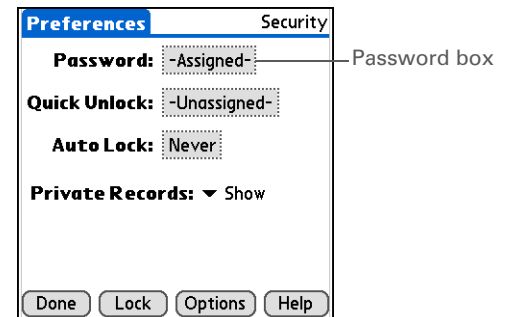 Preferences Security
Password: -Assigned- Password box
Quick Unlock: -Unassigned-
Auto Lock: Never
Private Records: Show
Done Lock Options Help